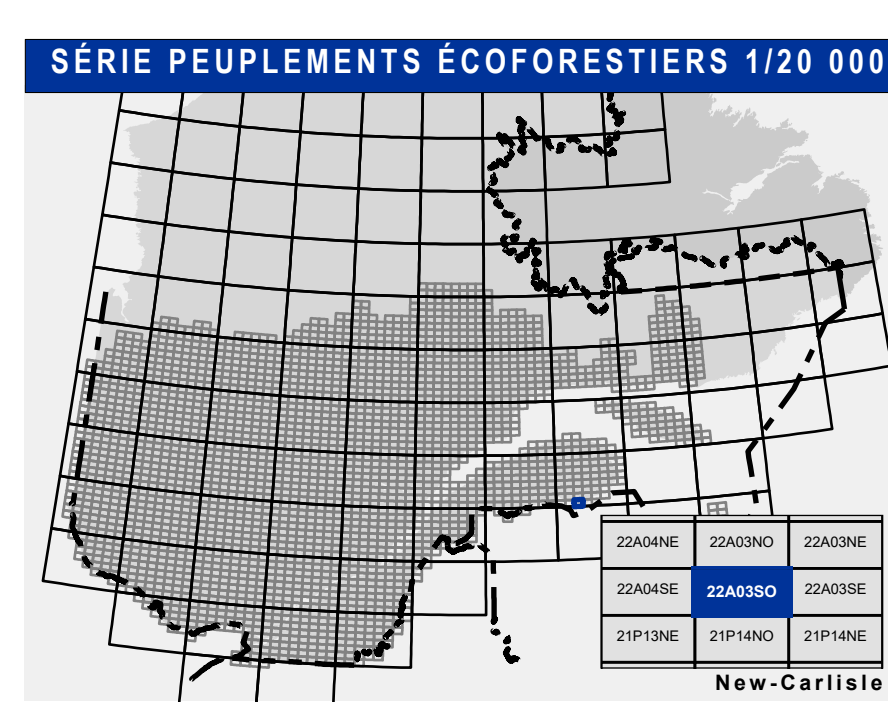 SÉRIE PEUPLEMENTS ÉCOFORESTIERS 1/20 000
22A04NE 22A03NO 22A03NE
22A04SE 22A03SO 22A03SE
21P13NE 21P14NO 21P14NE
New-Carlisle